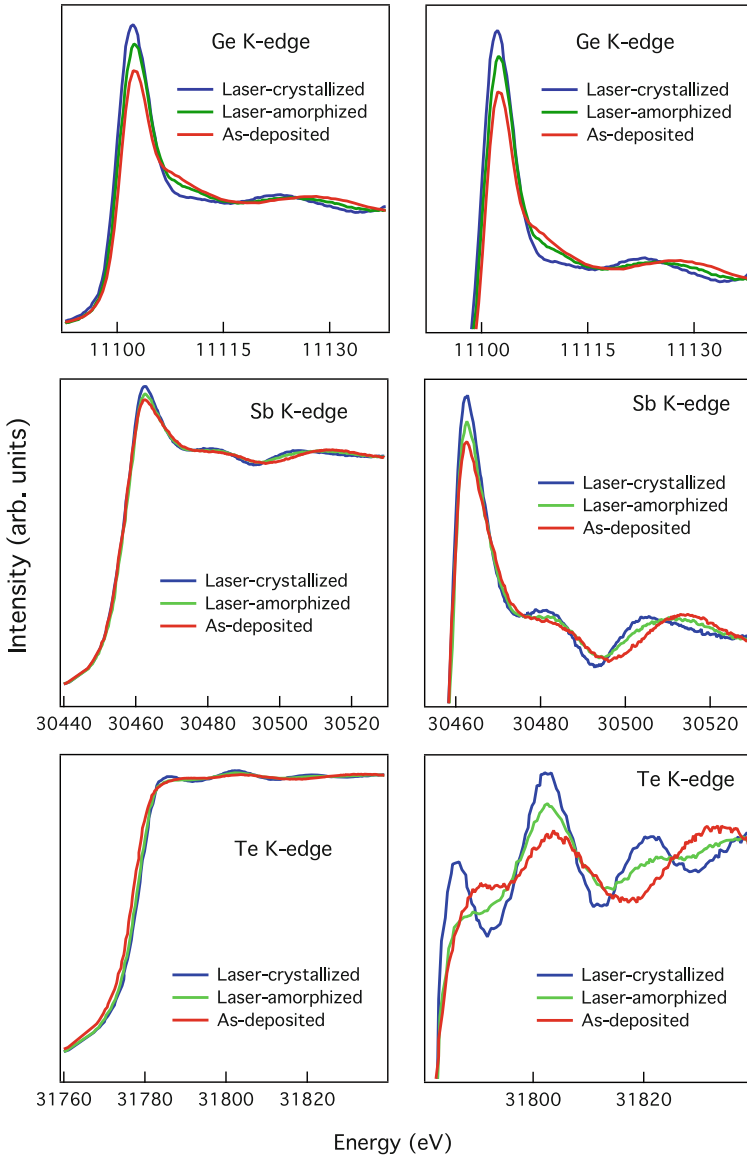 Ge K-edge
Laser-crystallized
Laser-amorphized
As-deposited
11100 11115 11130
Ge K-edge
Laser-crystallized
Laser-amorphized
As-deposited
11100 11115 11130
Intensity (arb. units)
Sb K-edge
Laser-crystallized
Laser-amorphized
As-deposited
30440 30460 30480 30500 30520
Sb K-edge
Laser-crystallized
Laser-amorphized
As-deposited
30460 30480 30500 30520
Te K-edge
Laser-crystallized
Laser-amorphized
As-deposited
31760 31780 31800 31820
Te K-edge
Laser-crystallized
Laser-amorphized
As-deposited
31800 31820
Energy (eV)